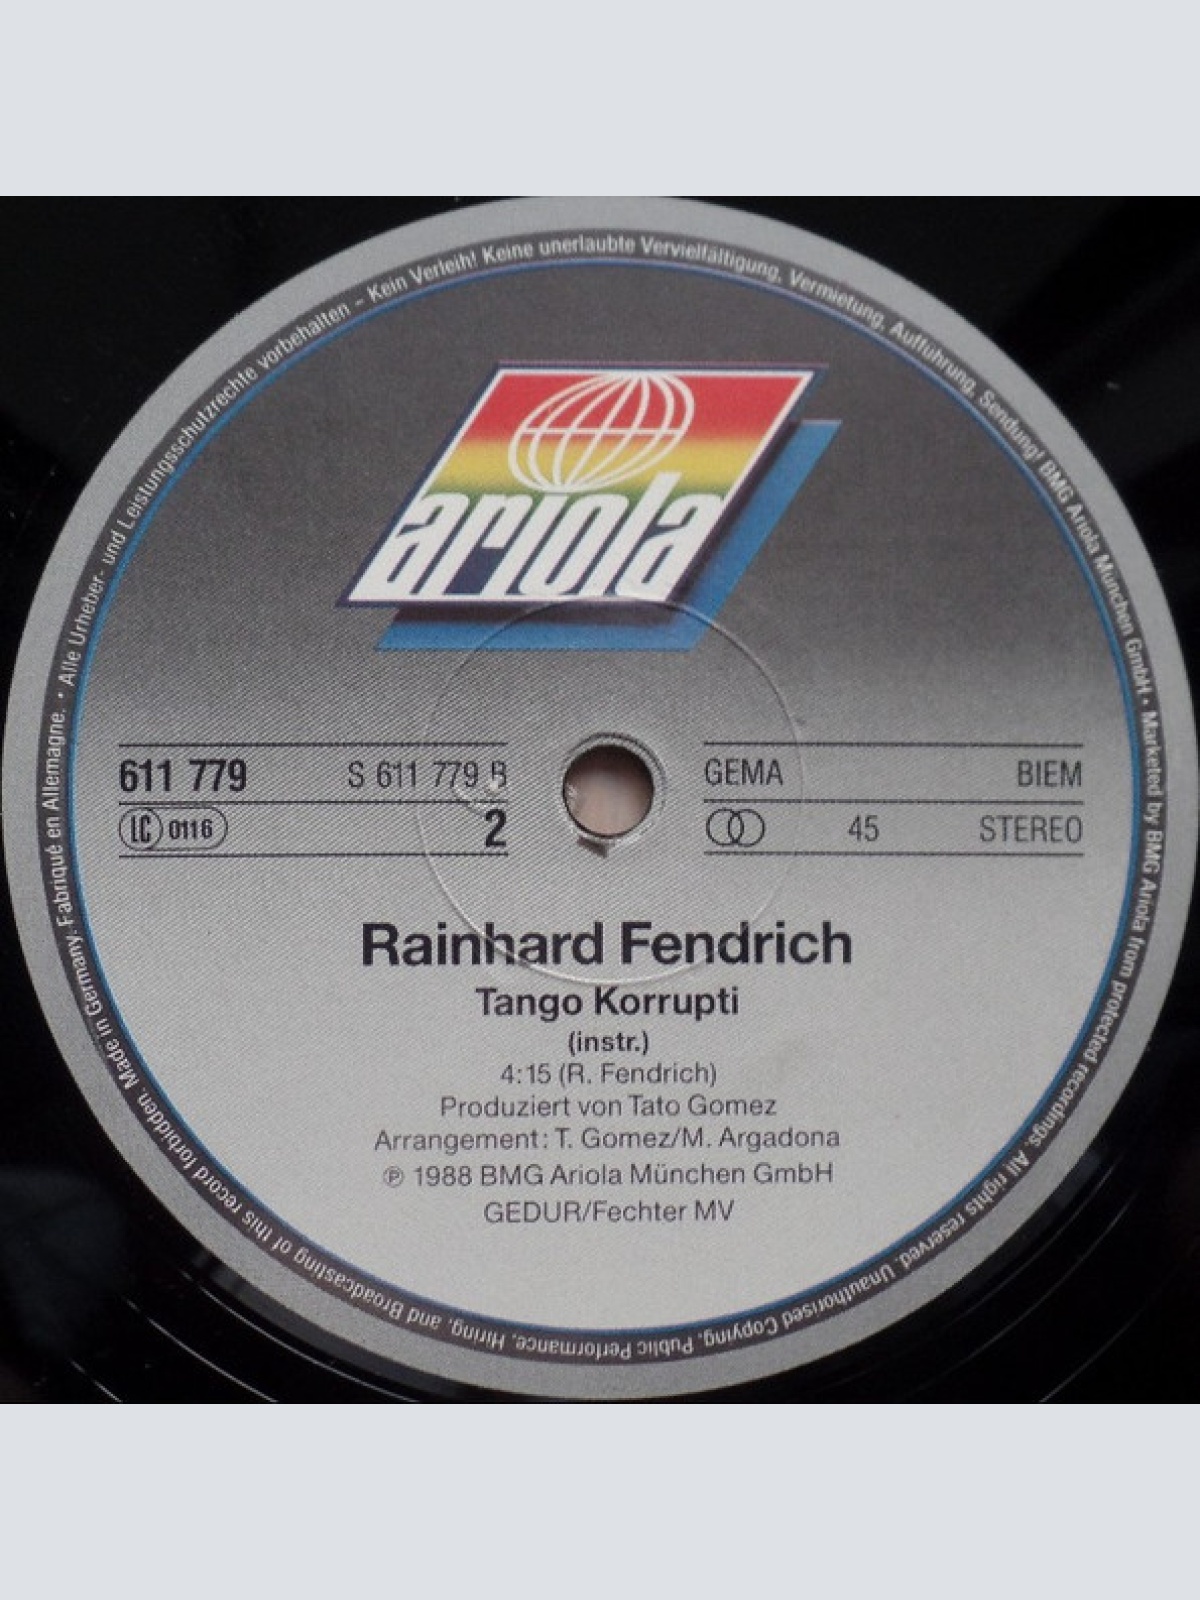 Alle Urheber- und Leistungsschutzrechte vorbehalten – Kein Verleih! Keine unerlaubte Vervielfältigung, Vermietung, Aufführung, Sendung! BMG Ariola München GmbH • Marketed by BMG Ariola from protected recordings. All rights reserved. Unauthorised Copying, Public Performance, Hiring, and Broadcasting of this record forbidden. Made in Germany. Fabriqué en Allemagne. •
ariola
611 779 S 611 779 B
LC 0116 2
GEMA BIEM
45 STEREO
Rainhard Fendrich
Tango Korrupti
(instr.)
4:15 (R. Fendrich)
Produziert von Tato Gomez
Arrangement: T. Gomez/M. Argadona
℗ 1988 BMG Ariola München GmbH
GEDUR/Fechter MV